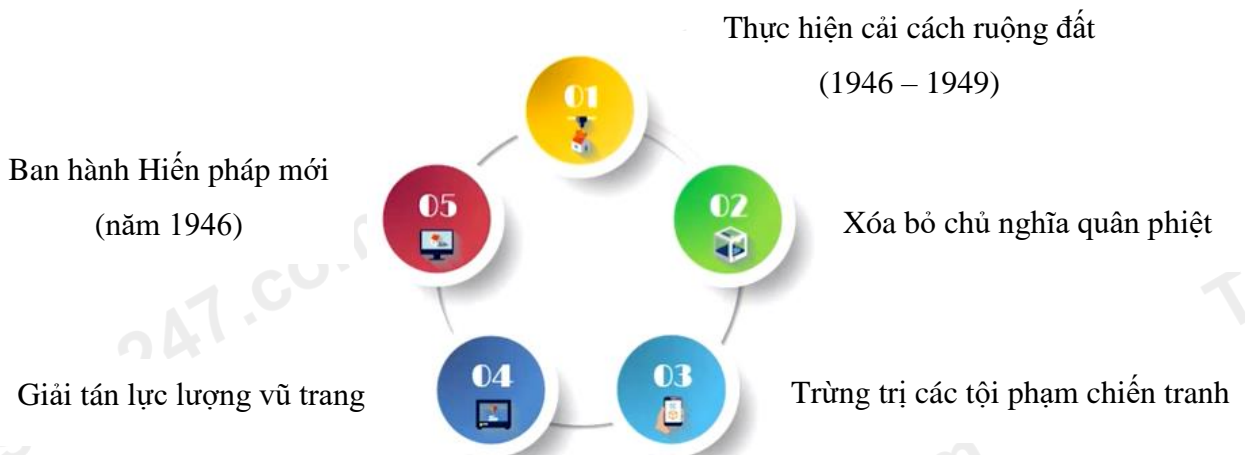 Thực hiện cải cách ruộng đất
(1946 – 1949)
01
Ban hành Hiến pháp mới
(năm 1946)
05
02
Xóa bỏ chủ nghĩa quân phiệt
247.co
T
Giải tán lực lượng vũ trang
04
03
Trừng trị các tội phạm chiến tranh